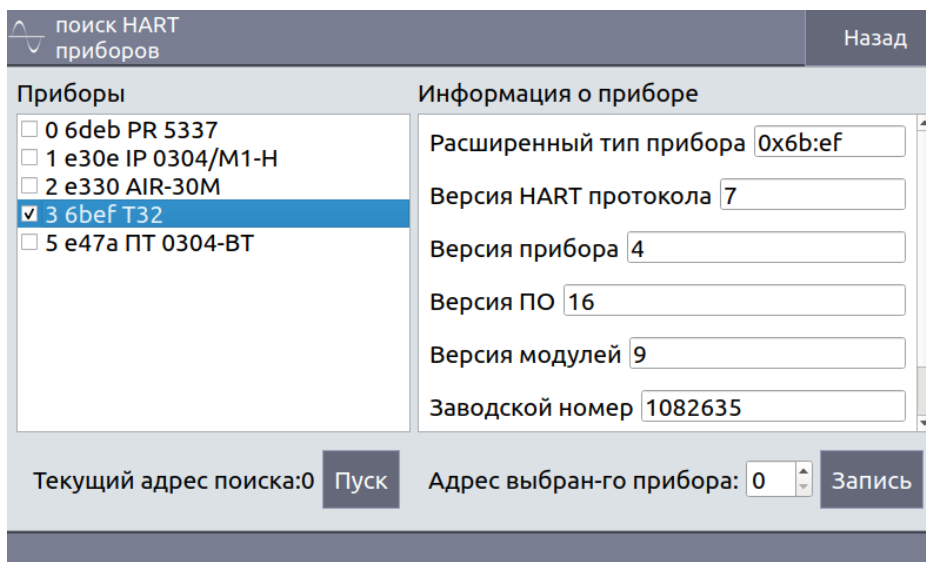 поиск HART
приборов
Назад
Приборы
0 6deb PR 5337
1 e30e IP 0304/M1-H
2 e330 AIR-30M
3 6bef T32
5 e47a ПТ 0304-ВТ
Информация о приборе
Расширенный тип прибора 0x6b:ef
Версия HART протокола 7
Версия прибора 4
Версия ПО 16
Версия модулей 9
Заводской номер 1082635
Текущий адрес поиска:0 Пуск
Адрес выбран-го прибора: 0 Запись